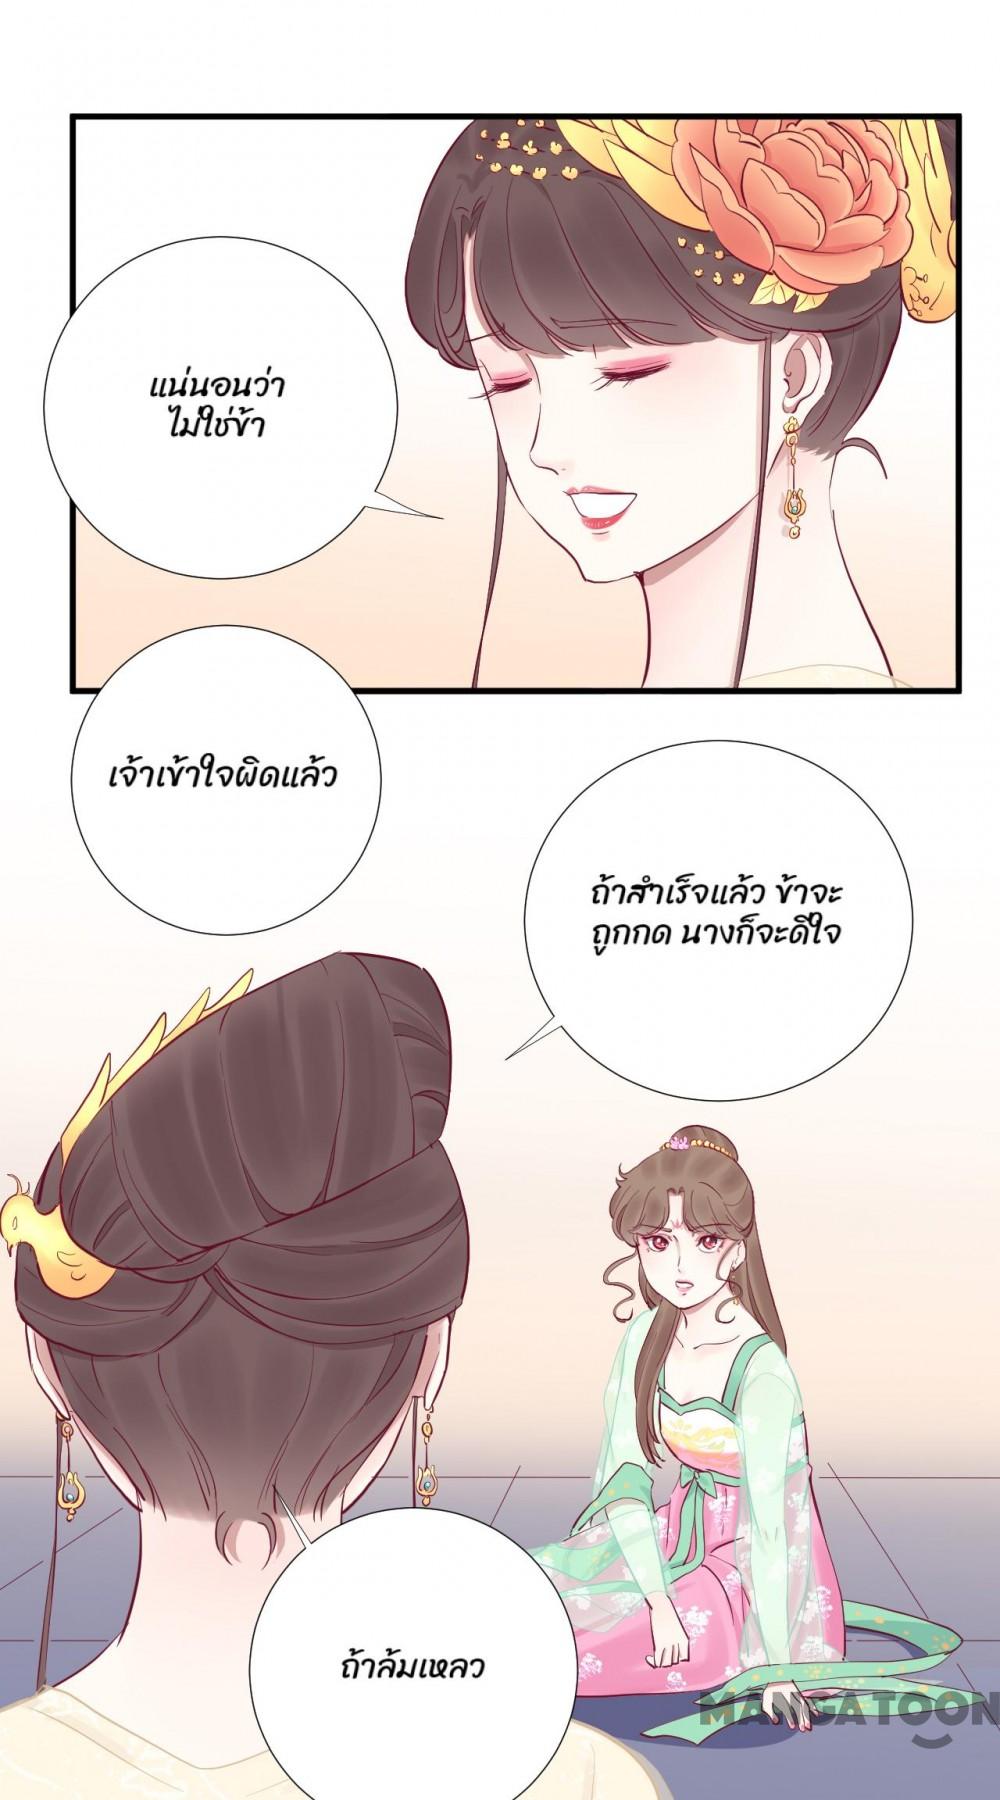 แน่นอนว่า
ไม่ใช่ข้า
เจ้าเข้าใจผิดแล้ว
ถ้าสำเร็จแล้ว ข้าจะ
ถูกกด นางก็จะดีใจ
ถ้าล้มเหลว
MANGATOON